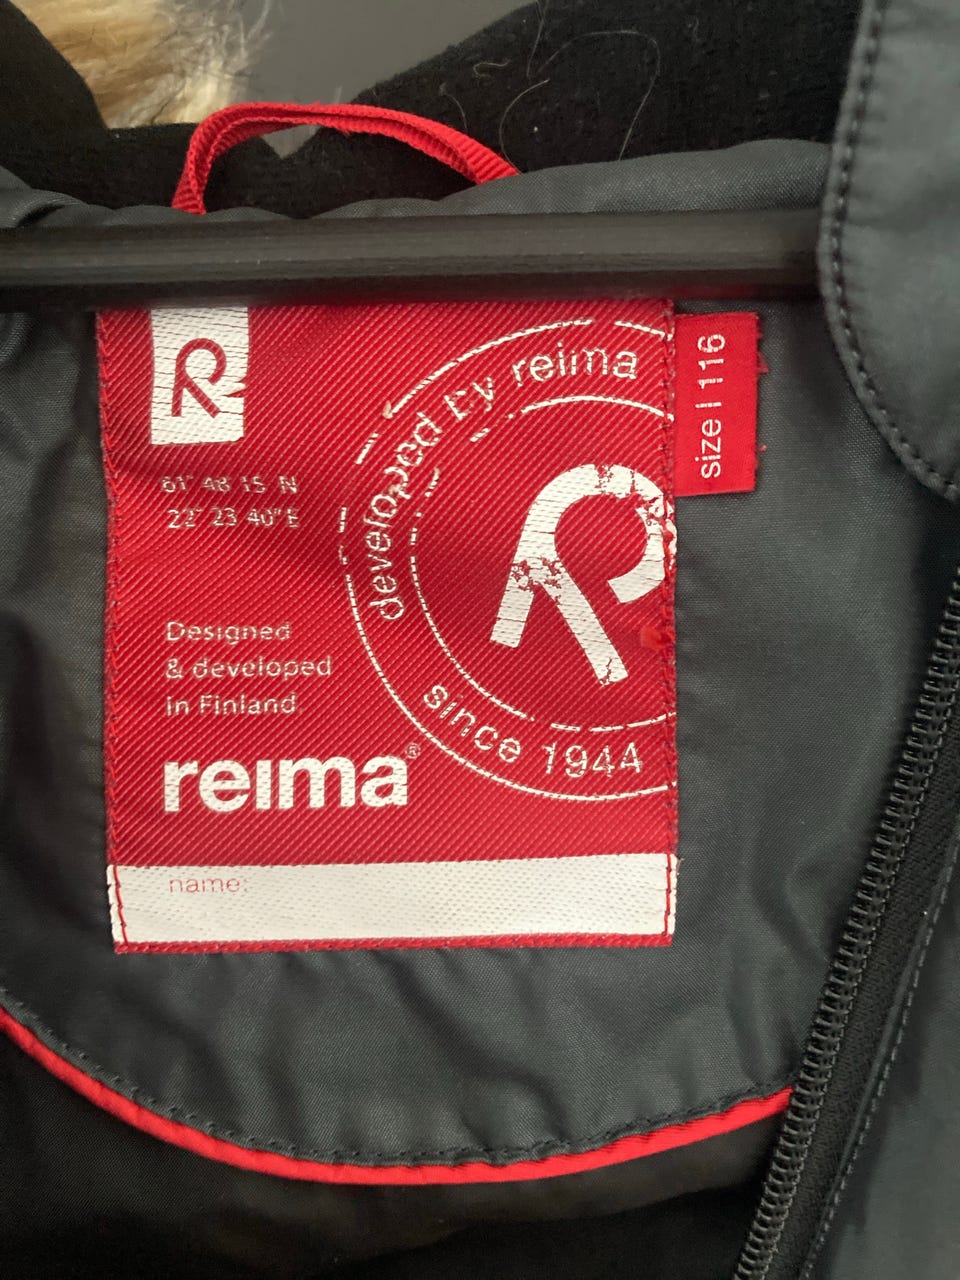 R
developed by reima
size | 116
61° 48' 15 N
22° 23' 40" E
R
Designed
& developed
in Finland
since 1944
reima®
name: